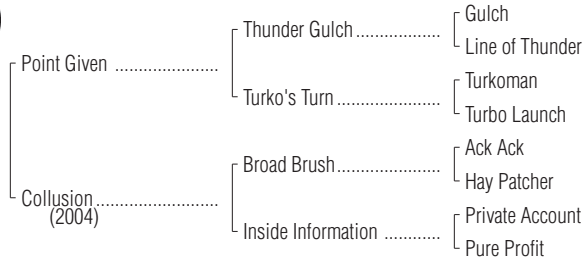 Gulch
Thunder Gulch
Line of Thunder
Point Given
Turkoman
Turko's Turn
Turbo Launch
Ack Ack
Broad Brush
Hay Patcher
Collusion
(2004)
Private Account
Inside Information
Pure Profit